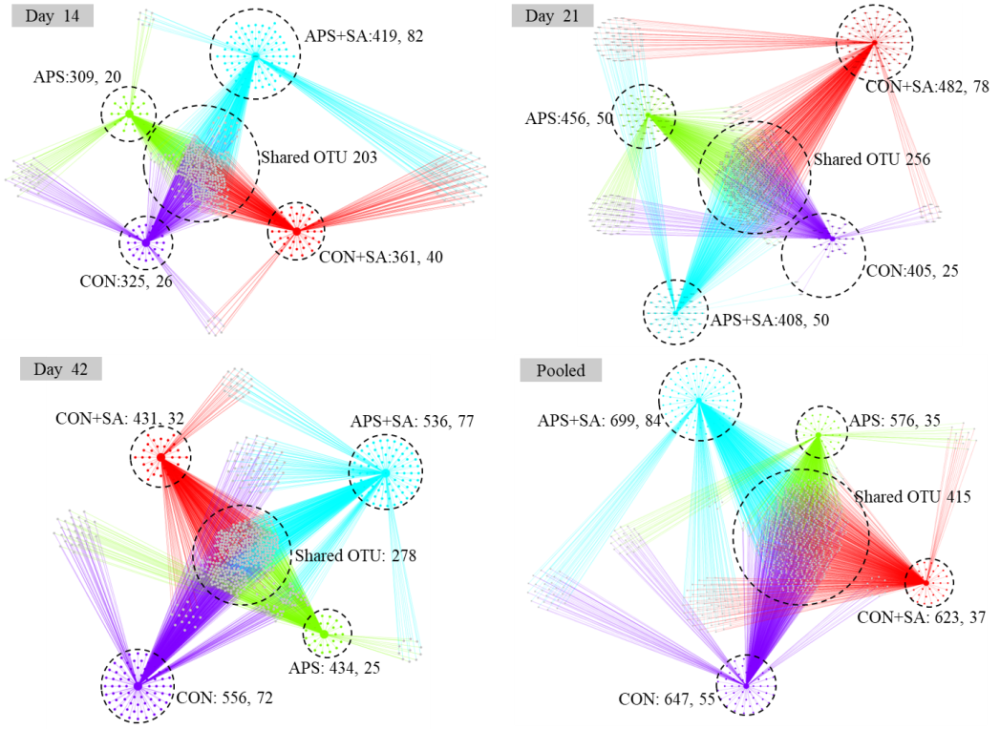 Day 14
APS+SA:419, 82
APS:309, 20
Shared OTU 203
CON+SA:361, 40
CON:325, 26
Day 21
CON+SA:482, 78
APS:456, 50
Shared OTU 256
CON:405, 25
APS+SA:408, 50
Day 42
CON+SA: 431, 32
APS+SA: 536, 77
Shared OTU: 278
APS: 434, 25
CON: 556, 72
Pooled
APS+SA: 699, 84
APS: 576, 35
Shared OTU 415
CON+SA: 623, 37
CON: 647, 55